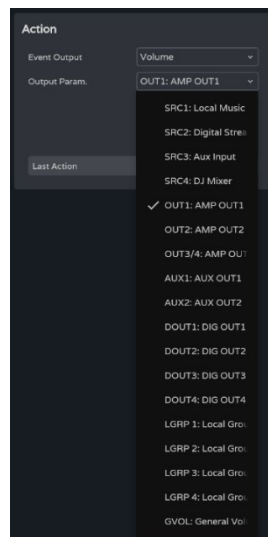 Action
Event Output Volume
Output Param. OUT1: AMP OUT1
SRC1: Local Music
SRC2: Digital Strea
SRC3: Aux Input
SRC4: DJ Mixer
Last Action
OUT1: AMP OUT1
OUT2: AMP OUT2
OUT3/4: AMP OUT
AUX1: AUX OUT1
AUX2: AUX OUT2
DOUT1: DIG OUT1
DOUT2: DIG OUT2
DOUT3: DIG OUT3
DOUT4: DIG OUT4
LGRP 1: Local Grou
LGRP 2: Local Grou
LGRP 3: Local Grou
LGRP 4: Local Grou
GVOL: General Vol